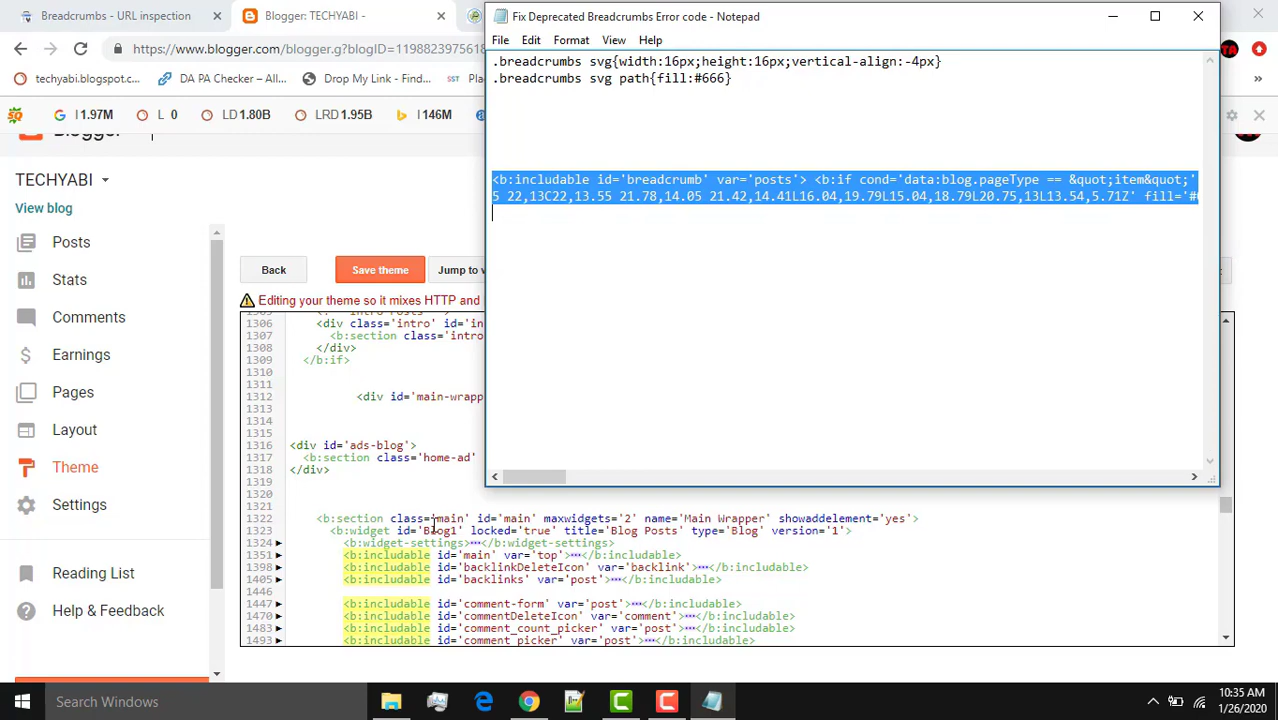 Breadcrumbs - URL inspection
Blogger: TECHYABI -
https://www.blogger.com/blogger.g?blogID=1198823975618
techyabi.blogspot.c...
DA PA Checker – All...
Drop My Link - Find...
SST
I 1.97M
L 0
LD 1.80B
LRD 1.95B
I 146M
Fix Deprecated Breadcrumbs Error code - Notepad
File Edit Format View Help
.breadcrumbs svg{width:16px;height:16px;vertical-align:-4px}
.breadcrumbs svg path{fill:#666}
<b:includable id='breadcrumb' var='posts'> <b:if cond='data:blog.pageType == &quot;item&quot;'
5 22,13C22,13.55 21.78,14.05 21.42,14.41L16.04,19.79L15.04,18.79L20.75,13L13.54,5.71Z' fill='#
TECHYABI
View blog
Posts
Stats
Comments
Earnings
Pages
Layout
Theme
Settings
Reading List
Help & Feedback
Back
Save theme
Jump to
Editing your theme so it mixes HTTP and
1306 <div class='intro' id='in
1307 <b:section class='intro
1308 </div>
1309 </b:if>
1310
1311
1312 <div id='main-wrapp
1313
1314
1315
1316 <div id='ads-blog'>
1317 <b:section class='home-ad'
1318 </div>
1319
1320
1321
1322 <b:section class='main' id='main' maxwidgets='2' name='Main Wrapper' showaddelement='yes'>
1323 <b:widget id='Blog1' locked='true' title='Blog Posts' type='Blog' version='1'>
1324 <b:widget-settings></b:widget-settings>
1351 <b:includable id='main' var='top'></b:includable>
1398 <b:includable id='backlinkDeleteIcon' var='backlink'></b:includable>
1405 <b:includable id='backlinks' var='post'></b:includable>
1446
1447 <b:includable id='comment-form' var='post'></b:includable>
1470 <b:includable id='commentDeleteIcon' var='comment'></b:includable>
1483 <b:includable id='comment_count_picker' var='post'></b:includable>
1493 <b:includable id='comment_picker' var='post'></b:includable>
Search Windows
10:35 AM
1/26/2020